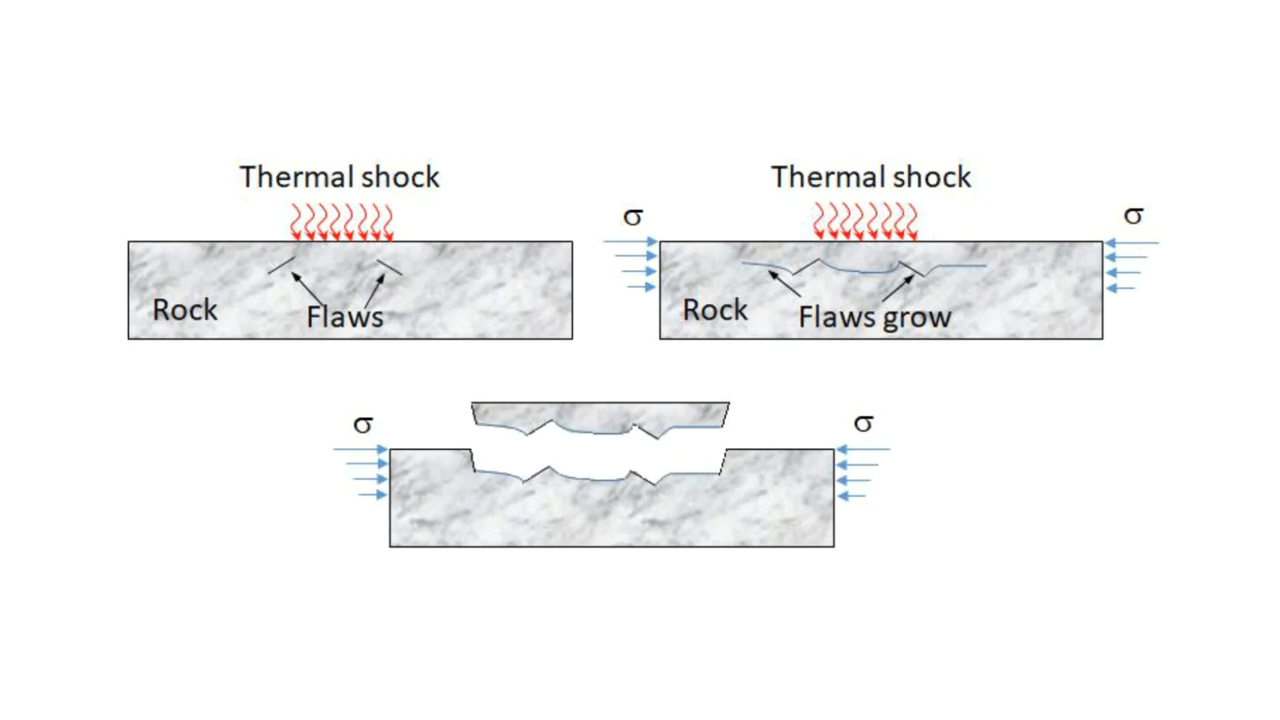 Thermal shock
Rock
Flaws
Thermal shock
σ
σ
Rock
Flaws grow
σ
σ